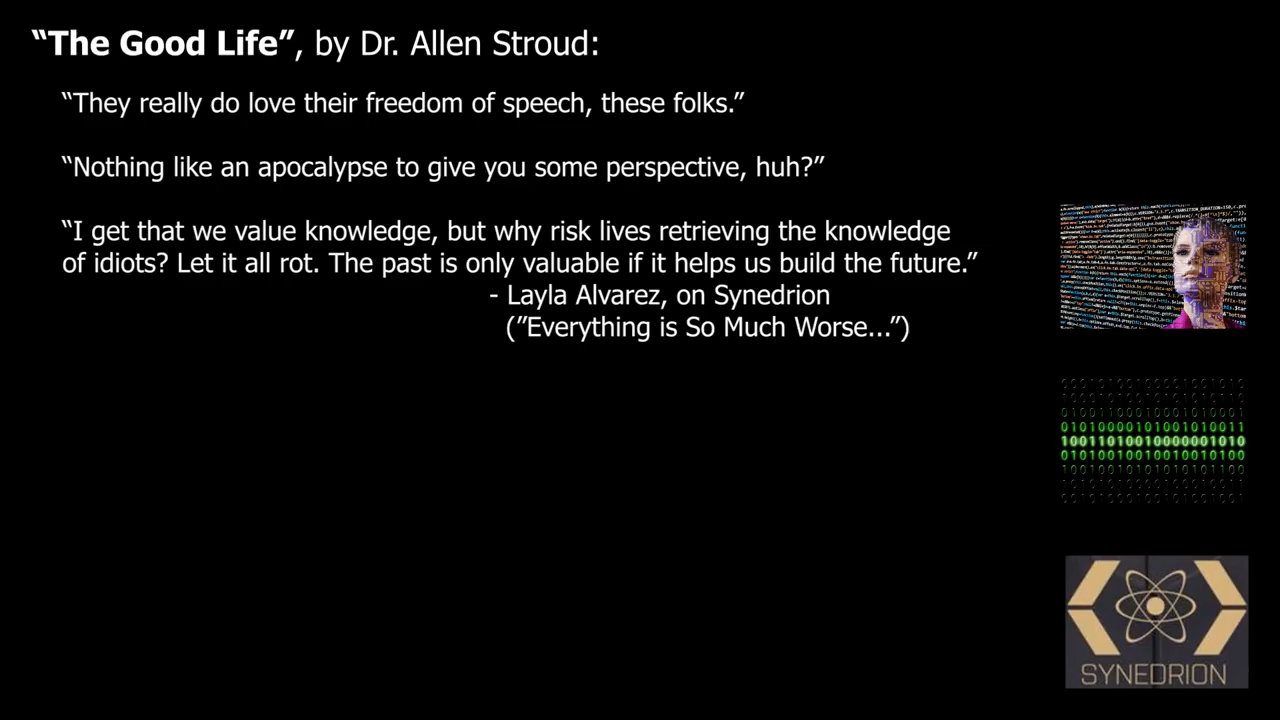 “The Good Life”, by Dr. Allen Stroud:
“They really do love their freedom of speech, these folks.”
“Nothing like an apocalypse to give you some perspective, huh?”
“I get that we value knowledge, but why risk lives retrieving the knowledge
of idiots? Let it all rot. The past is only valuable if it helps us build the future.”
- Layla Alvarez, on Synedrion
(”Everything is So Much Worse...”)
01010000101001010011
10011010010000001010
01010010010010010100
SYNEDRION